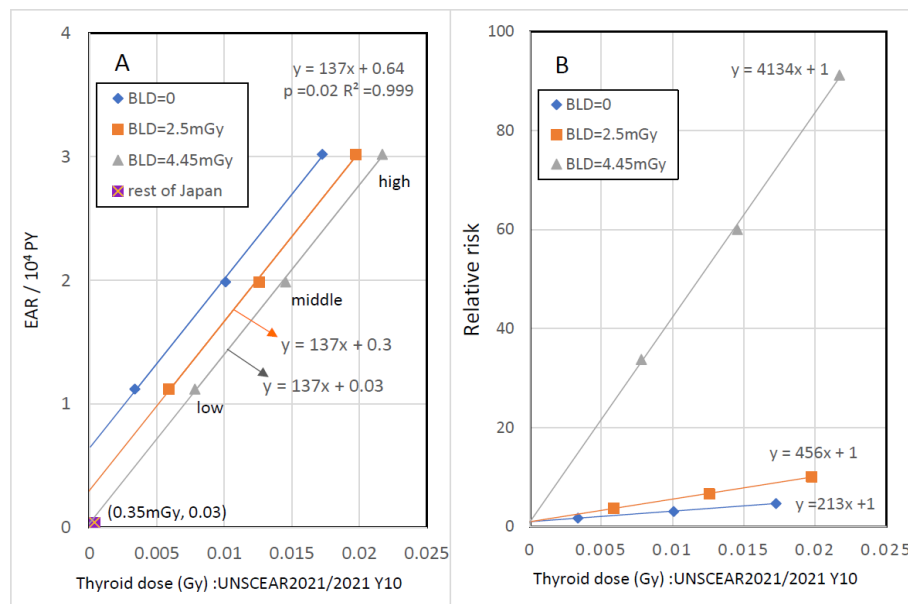 A
y = 137x + 0.64
p =0.02 R² =0.999
BLD=0
BLD=2.5mGy
BLD=4.45mGy
rest of Japan
high
middle
low
y = 137x + 0.3
y = 137x + 0.03
(0.35mGy, 0.03)
EAR / 10⁴ PY
4
3
2
1
0
0 0.005 0.01 0.015 0.02 0.025
Thyroid dose (Gy) :UNSCEAR2021/2021 Y10
B
y = 4134x + 1
BLD=0
BLD=2.5mGy
BLD=4.45mGy
y = 456x + 1
y =213x +1
Relative risk
100
80
60
40
20
0
0 0.005 0.01 0.015 0.02 0.025
Thyroid dose (Gy) :UNSCEAR2021/2021 Y10